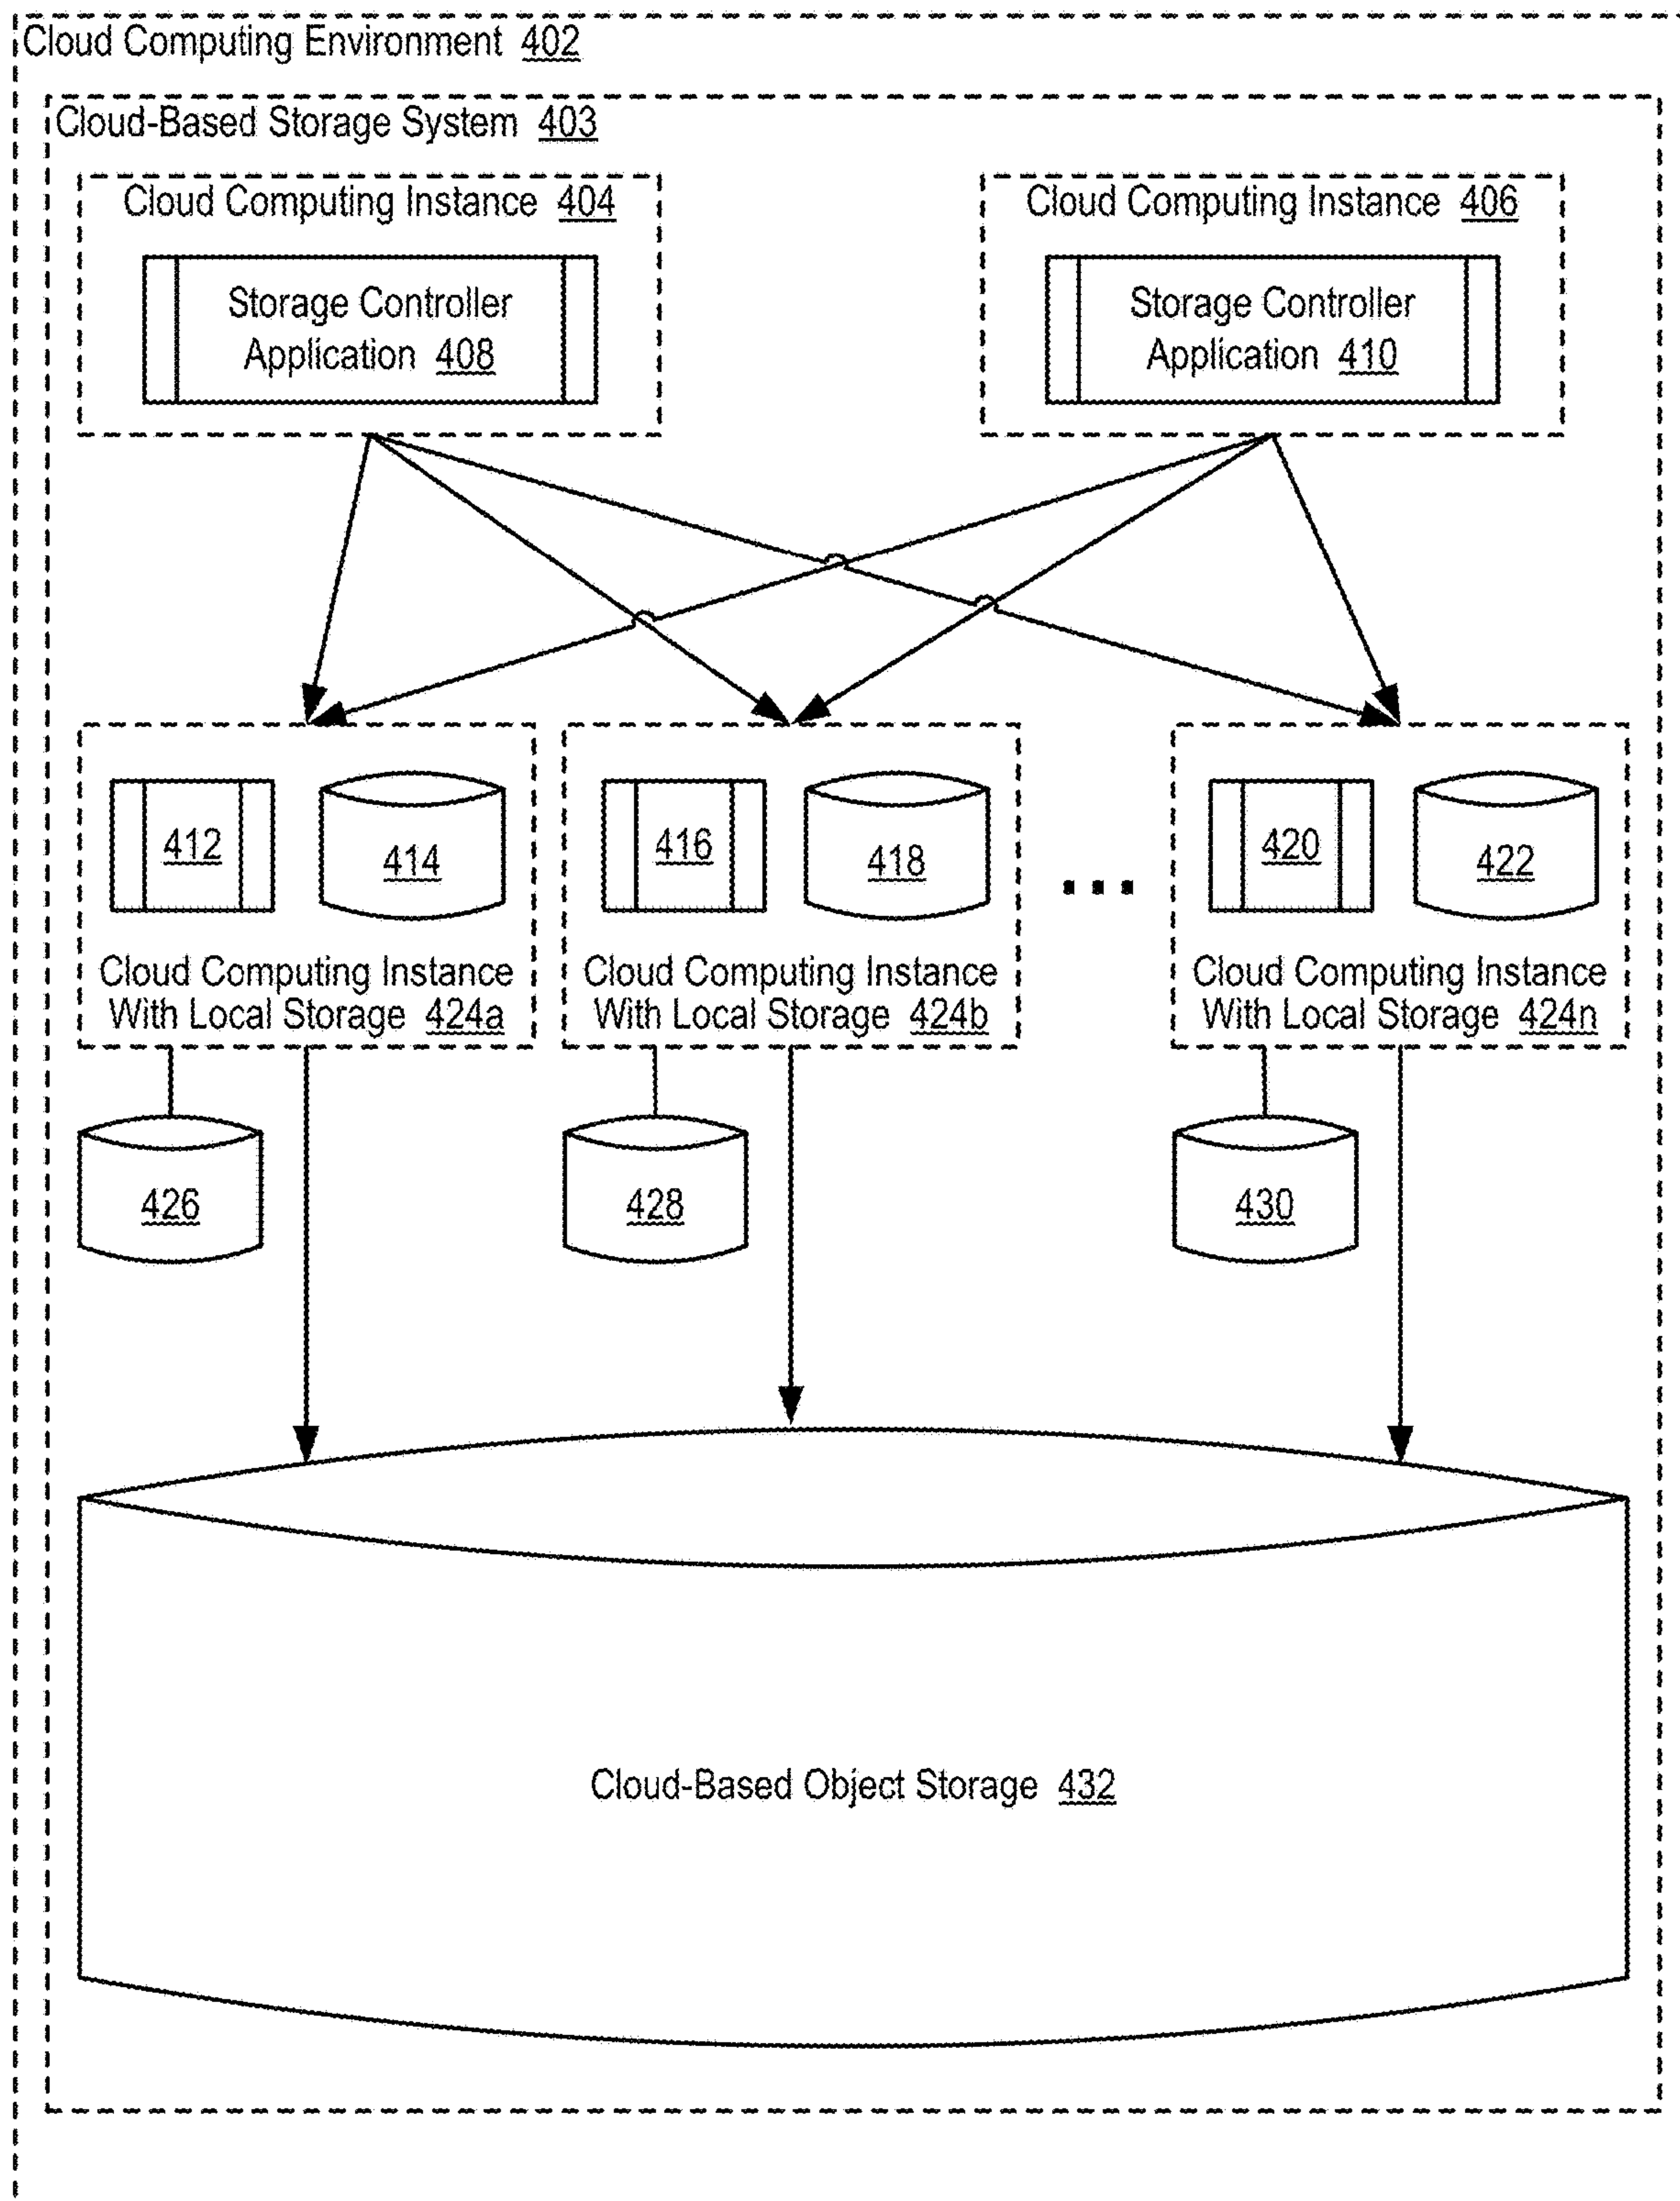 Cloud Computing Environment 402
Cloud-Based Storage System 403
Cloud Computing Instance 404
Storage Controller
Application 408
Cloud Computing Instance 406
Storage Controller
Application 410
412
414
Cloud Computing Instance
With Local Storage 424a
416
418
Cloud Computing Instance
With Local Storage 424b
420
422
Cloud Computing Instance
With Local Storage 424n
426
428
430
Cloud-Based Object Storage 432